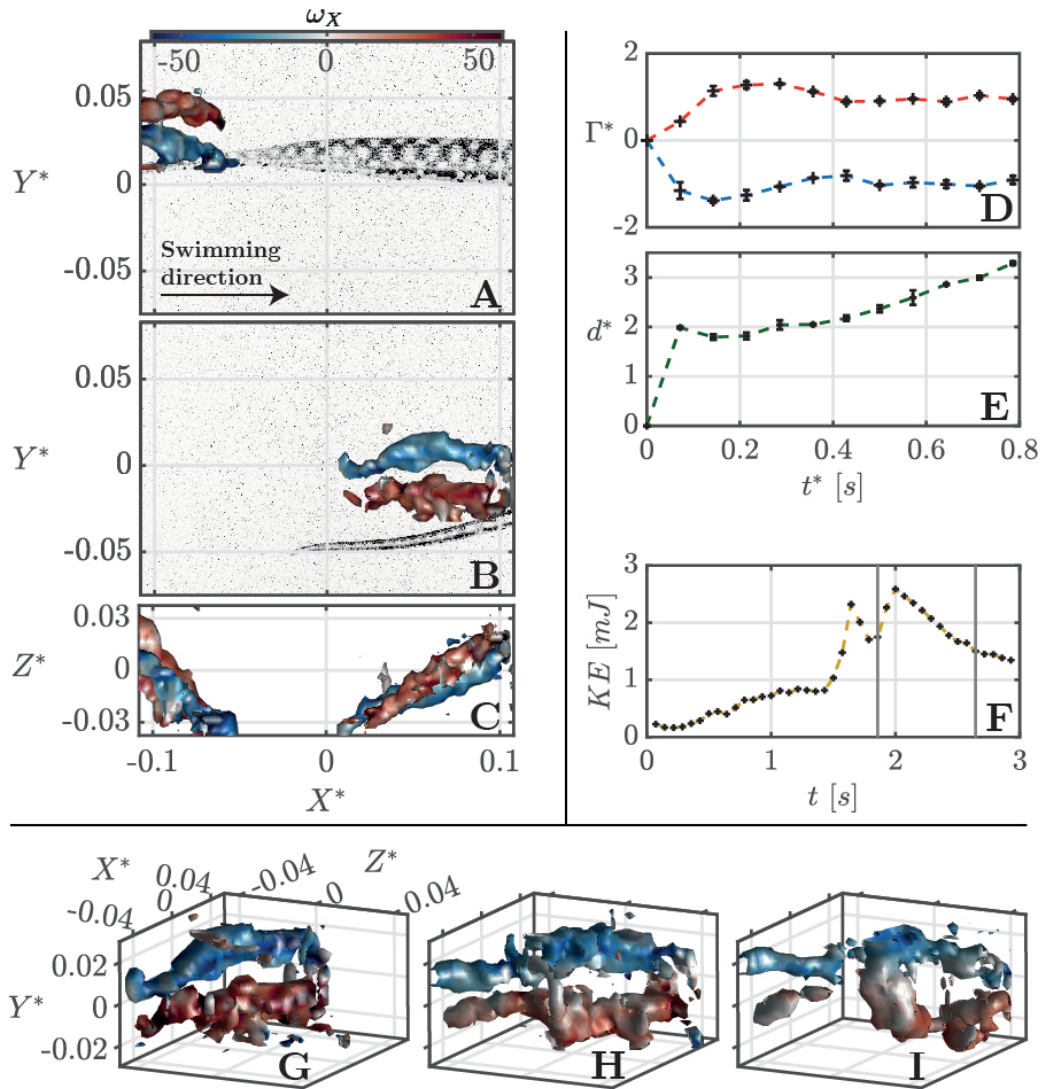 ω_X
-50 0 50
0.05
Y*
0
-0.05
Swimming
direction
A
0.05
Y*
0
-0.05
B
0.03
Z*
0
-0.03
C
-0.1 0 0.1
X*
2
Γ*
0
-2
D
3
2
d*
1
0
E
0 0.2 0.4 0.6 0.8
t* [s]
3
2
KE [mJ]
1
0
F
0 1 2 3
t [s]
X*
-0.04
0
0.04
-0.04
Z*
0
0.04
0.02
Y*
0
-0.02
G
H
I